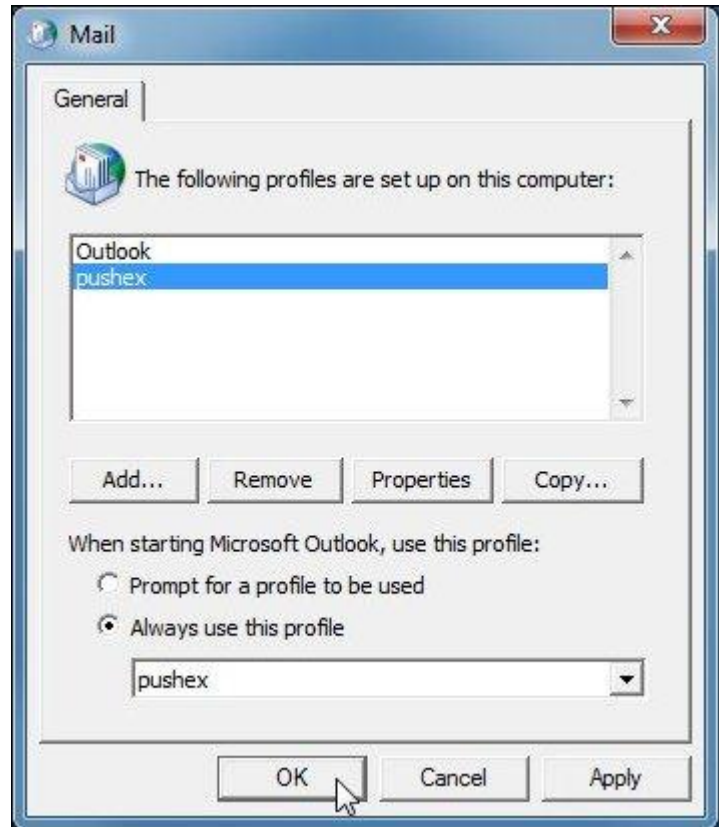 Mail
General
The following profiles are set up on this computer:
Outlook
pushex
Add... Remove Properties Copy...
When starting Microsoft Outlook, use this profile:
Prompt for a profile to be used
Always use this profile
pushex
OK Cancel Apply